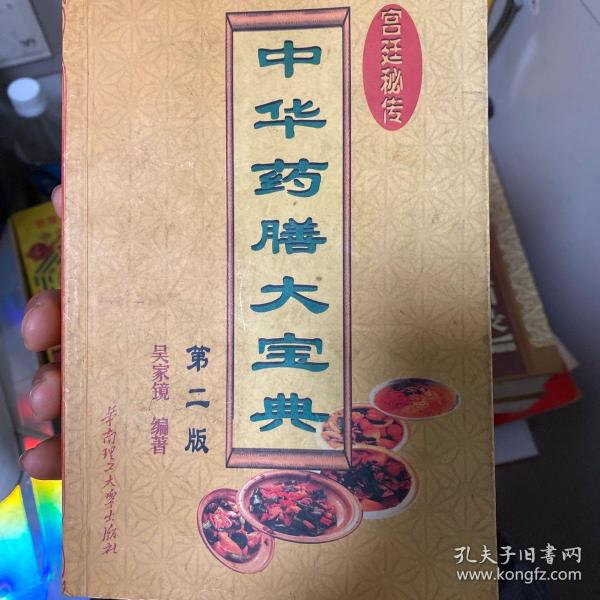 宫廷秘传
中华药膳大宝典
第二版
吴家镜 编著
华南理工大学出版社
孔夫子旧书网
www.kongfz.com